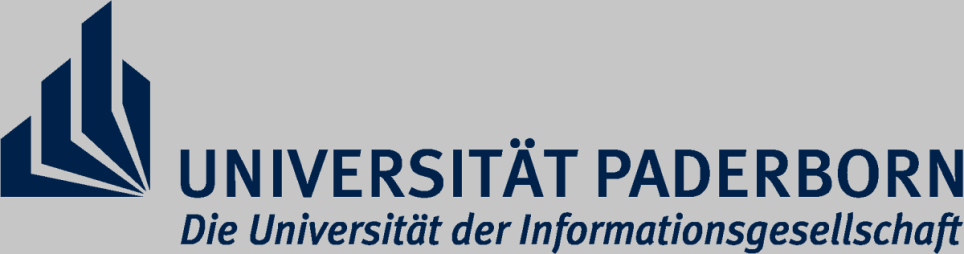 UNIVERSITÄT PADERBORN
Die Universität der Informationsgesellschaft